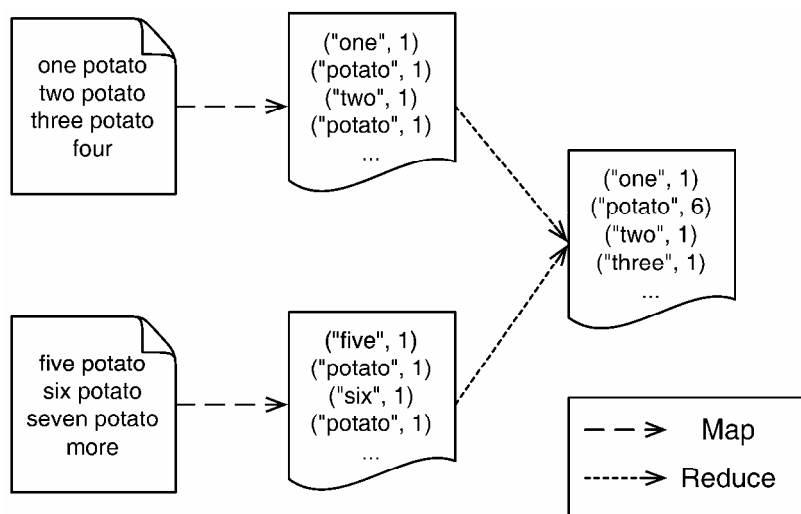 one potato
two potato
three potato
four
("one", 1)
("potato", 1)
("two", 1)
("potato", 1)
...
("one", 1)
("potato", 6)
("two", 1)
("three", 1)
...
five potato
six potato
seven potato
more
("five", 1)
("potato", 1)
("six", 1)
("potato", 1)
...
Map
Reduce